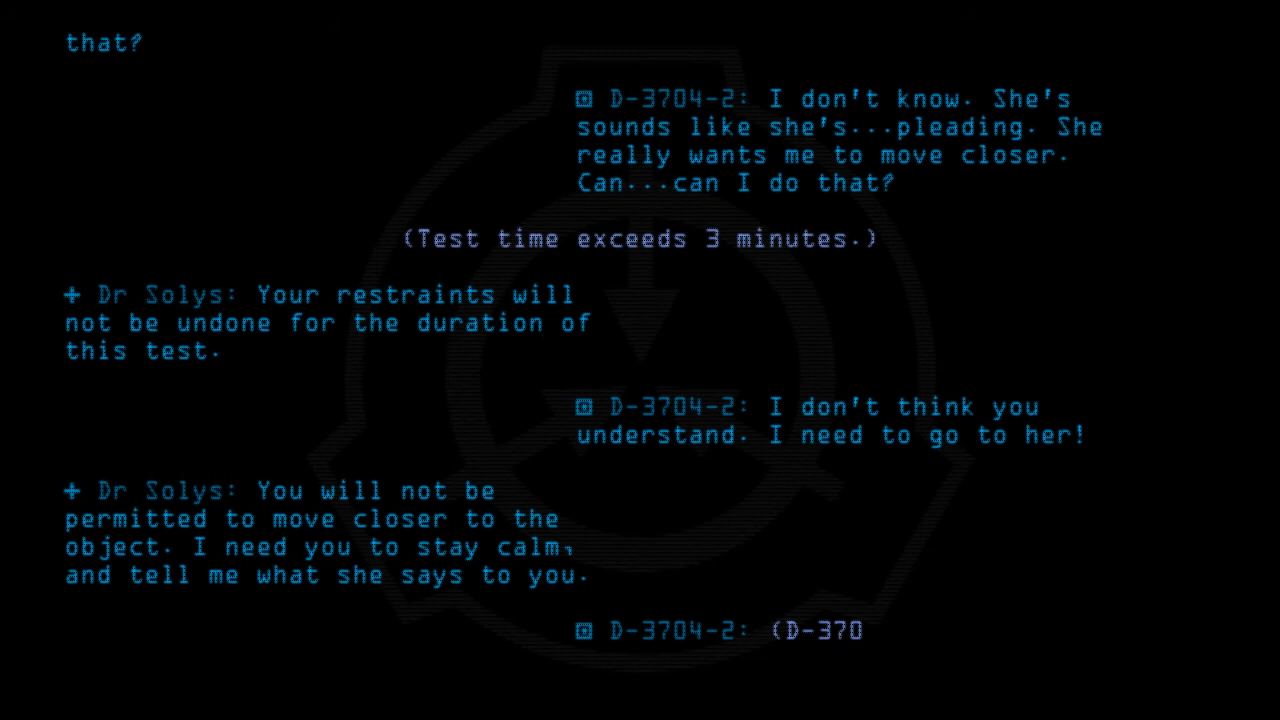 that?
⊡ D-3704-2: I don't know. She's
sounds like she's...pleading. She
really wants me to move closer.
Can...can I do that?
(Test time exceeds 3 minutes.)
+ Dr Solys: Your restraints will
not be undone for the duration of
this test.
⊡ D-3704-2: I don't think you
understand. I need to go to her!
+ Dr Solys: You will not be
permitted to move closer to the
object. I need you to stay calm,
and tell me what she says to you.
⊡ D-3704-2: (D-370